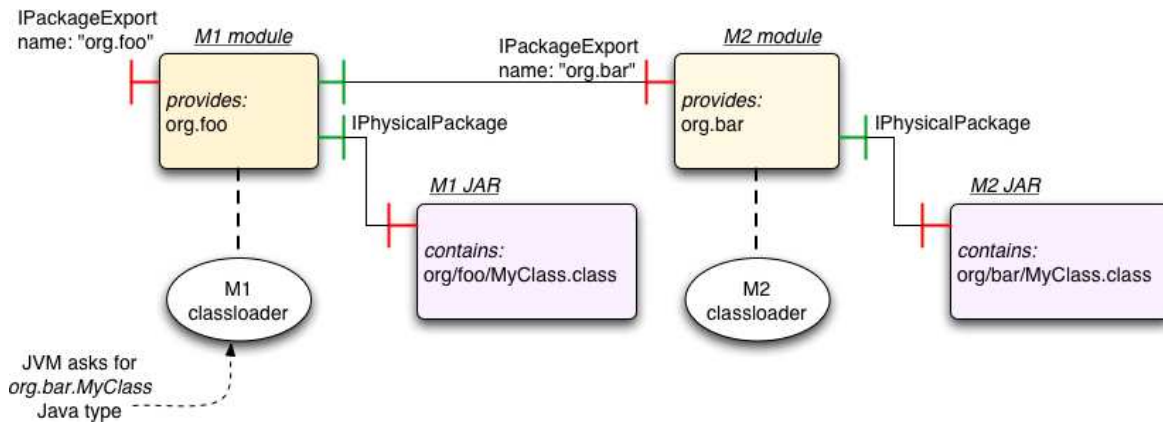 IPackageExport
name: "org.foo"
M1 module
IPackageExport
name: "org.bar"
M2 module
provides:
org.foo
IPhysicalPackage
provides:
org.bar
IPhysicalPackage
M1 JAR
contains:
org/foo/MyClass.class
M2 JAR
contains:
org/bar/MyClass.class
M1
classloader
M2
classloader
JVM asks for
org.bar.MyClass
Java type